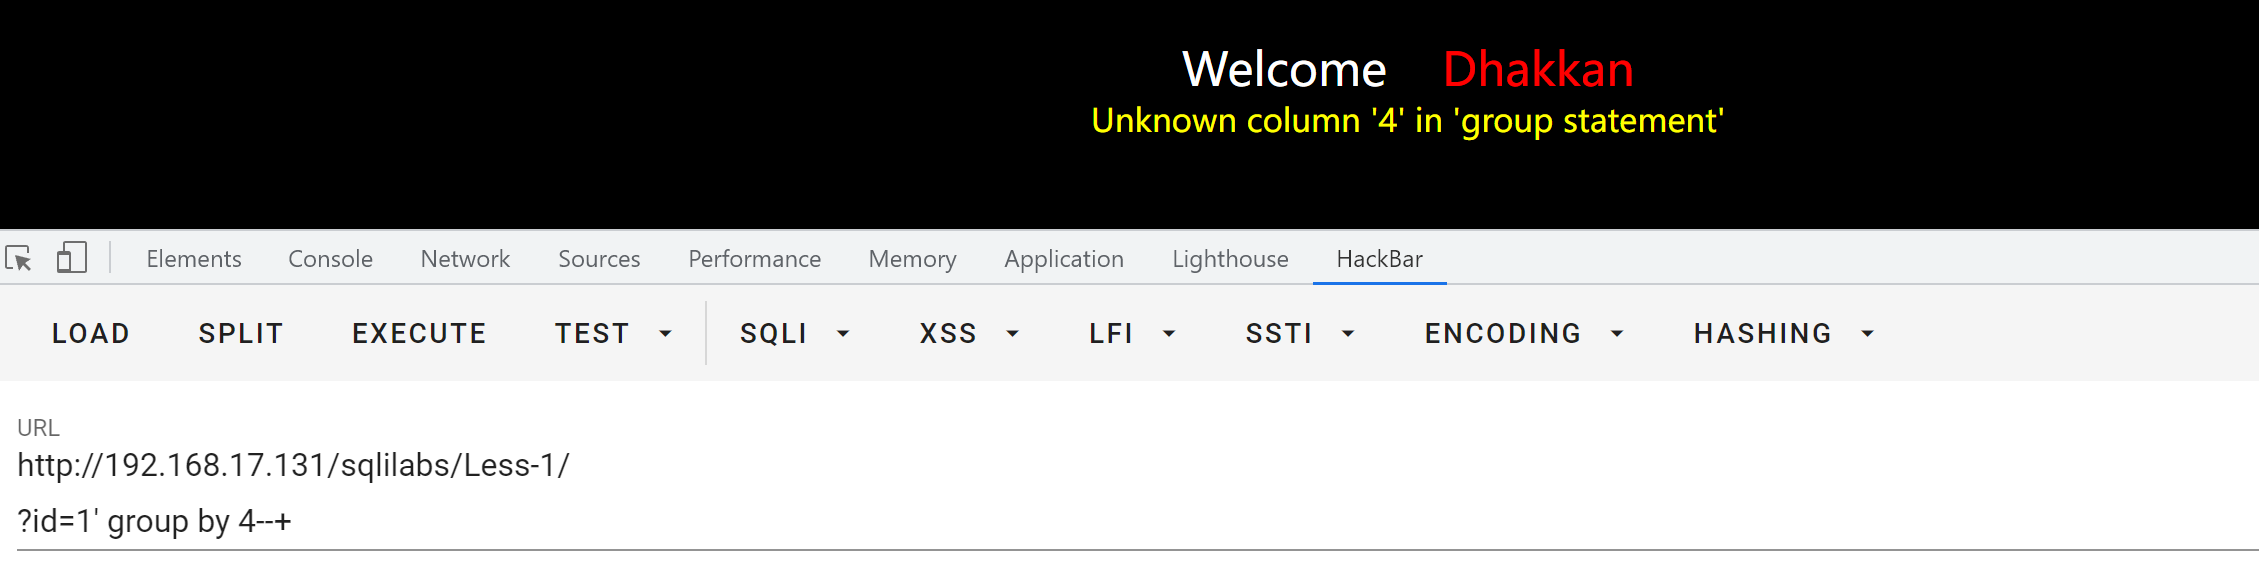 Welcome Dhakkan
Unknown column '4' in 'group statement'
Elements Console Network Sources Performance Memory Application Lighthouse HackBar
LOAD SPLIT EXECUTE TEST SQLI XSS LFI SSTI ENCODING HASHING
URL
http://192.168.17.131/sqlilabs/Less-1/
?id=1' group by 4--+